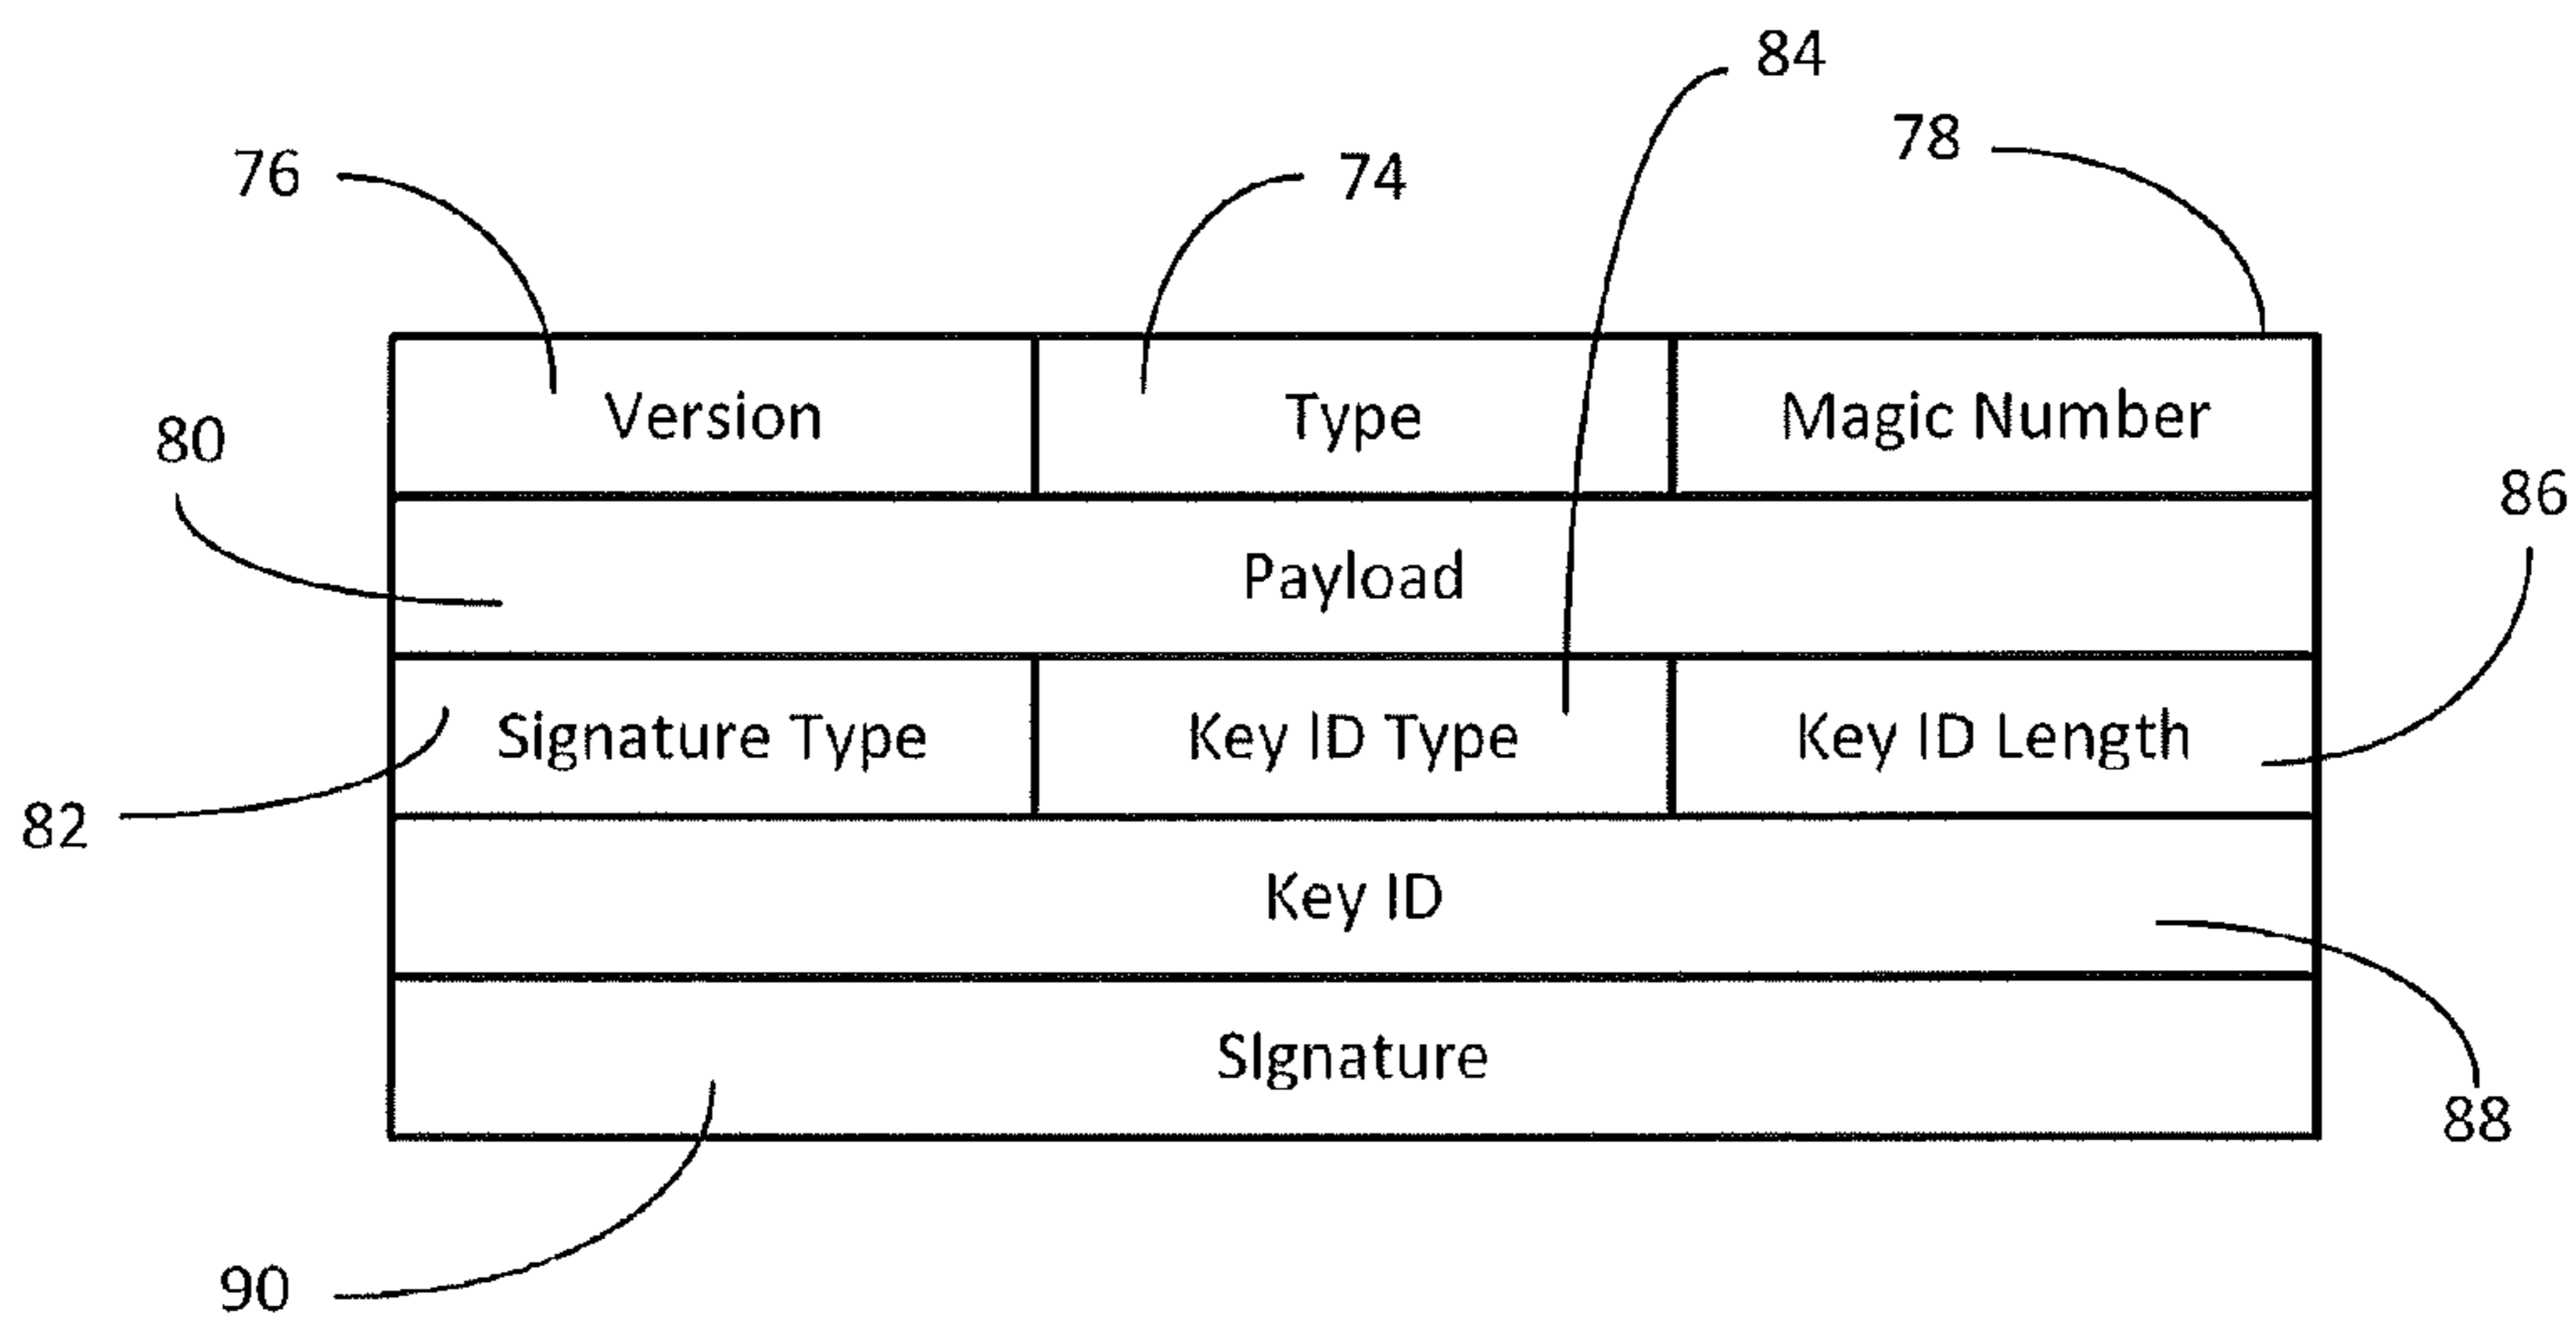 84
78
76
74
Version
Type
Magic Number
80
86
Payload
Signature Type
Key ID Type
Key ID Length
82
Key ID
SIgnature
88
90